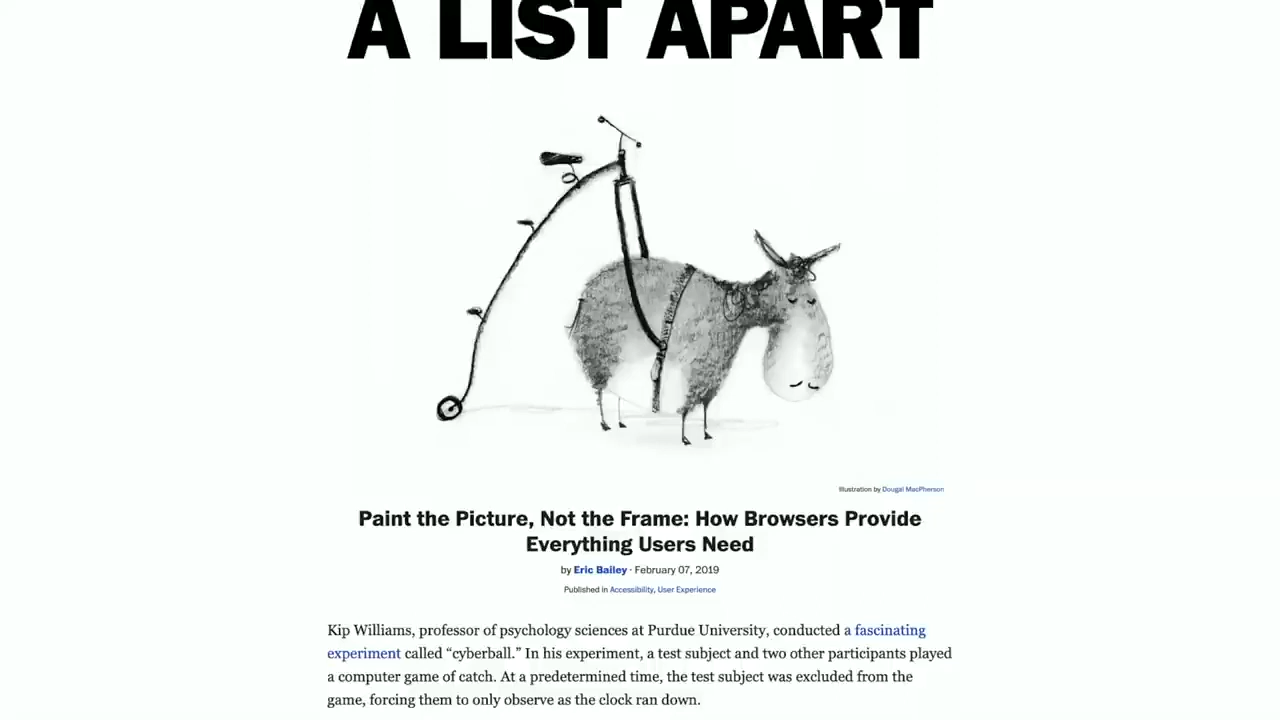 A LIST APART
Illustration by Dougal MacPherson
Paint the Picture, Not the Frame: How Browsers Provide
Everything Users Need
by Eric Bailey · February 07, 2019
Published in Accessibility, User Experience
Kip Williams, professor of psychology sciences at Purdue University, conducted a fascinating
experiment called “cyberball.” In his experiment, a test subject and two other participants played
a computer game of catch. At a predetermined time, the test subject was excluded from the
game, forcing them to only observe as the clock ran down.